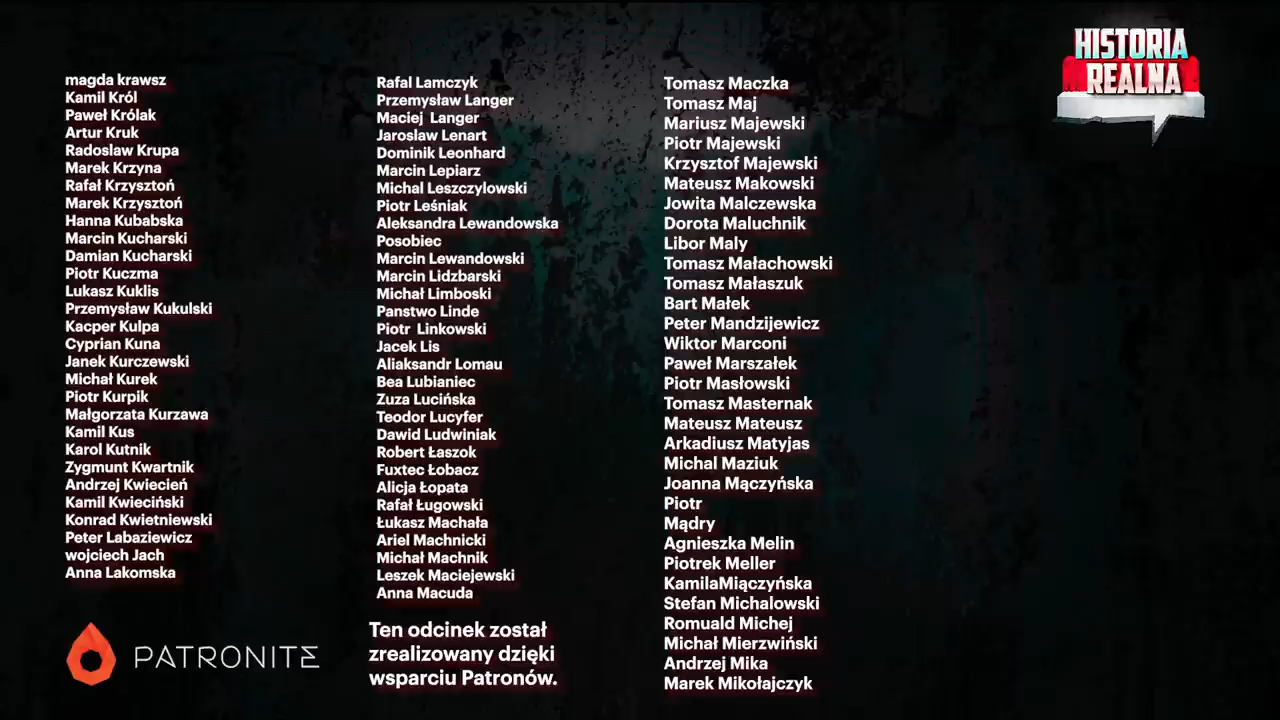 magda krawsz
Kamil Król
Paweł Królak
Artur Kruk
Radoslaw Krupa
Marek Krzyna
Rafał Krzysztoń
Marek Krzysztoń
Hanna Kubabska
Marcin Kucharski
Damian Kucharski
Piotr Kuczma
Lukasz Kuklis
Przemysław Kukulski
Kacper Kulpa
Cyprian Kuna
Janek Kurczewski
Michał Kurek
Piotr Kurpik
Małgorzata Kurzawa
Kamil Kus
Karol Kutnik
Zygmunt Kwartnik
Andrzej Kwiecień
Kamil Kwieciński
Konrad Kwietniewski
Peter Labaziewicz
wojciech Jach
Anna Lakomska
PATRONITE
Rafal Lamczyk
Przemysław Langer
Maciej  Langer
Jaroslaw Lenart
Dominik Leonhard
Marcin Lepiarz
Michal Leszczylowski
Piotr Leśniak
Aleksandra Lewandowska
Posobiec
Marcin Lewandowski
Marcin Lidzbarski
Michał Limboski
Panstwo Linde
Piotr  Linkowski
Jacek Lis
Aliaksandr Lomau
Bea Lubianiec
Zuza Lucińska
Teodor Lucyfer
Dawid Ludwiniak
Robert Łaszok
Fuxtec Łobacz
Alicja Łopata
Rafał Ługowski
Łukasz Machała
Ariel Machnicki
Michał Machnik
Leszek Maciejewski
Anna Macuda
Ten odcinek został
zrealizowany dzięki
wsparciu Patronów.
Tomasz Maczka
Tomasz Maj
Mariusz Majewski
Piotr Majewski
Krzysztof Majewski
Mateusz Makowski
Jowita Malczewska
Dorota Maluchnik
Libor Maly
Tomasz Małachowski
Tomasz Małaszuk
Bart Małek
Peter Mandzijewicz
Wiktor Marconi
Paweł Marszałek
Piotr Masłowski
Tomasz Masternak
Mateusz Mateusz
Arkadiusz Matyjas
Michal Maziuk
Joanna Mączyńska
Piotr
Mądry
Agnieszka Melin
Piotrek Meller
KamilaMiączyńska
Stefan Michalowski
Romuald Michej
Michał Mierzwiński
Andrzej Mika
Marek Mikołajczyk
HISTORIA
REALNA